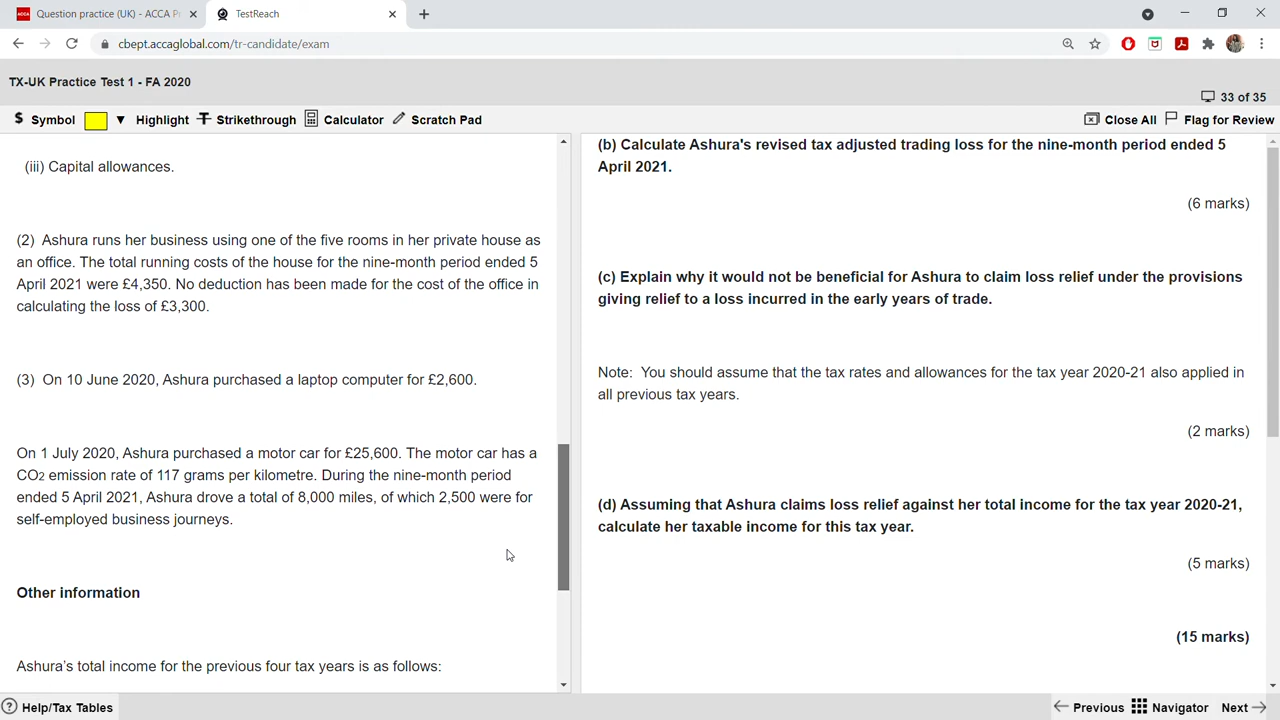 Question practice (UK) - ACCA P
TestReach
cbept.accaglobal.com/tr-candidate/exam
TX-UK Practice Test 1 - FA 2020
33 of 35
$ Symbol Highlight Strikethrough Calculator Scratch Pad Close All Flag for Review
(iii) Capital allowances.
(2) Ashura runs her business using one of the five rooms in her private house as
an office. The total running costs of the house for the nine-month period ended 5
April 2021 were £4,350. No deduction has been made for the cost of the office in
calculating the loss of £3,300.
(3) On 10 June 2020, Ashura purchased a laptop computer for £2,600.
On 1 July 2020, Ashura purchased a motor car for £25,600. The motor car has a
CO2 emission rate of 117 grams per kilometre. During the nine-month period
ended 5 April 2021, Ashura drove a total of 8,000 miles, of which 2,500 were for
self-employed business journeys.
Other information
Ashura's total income for the previous four tax years is as follows:
(b) Calculate Ashura's revised tax adjusted trading loss for the nine-month period ended 5
April 2021.
(6 marks)
(c) Explain why it would not be beneficial for Ashura to claim loss relief under the provisions
giving relief to a loss incurred in the early years of trade.
Note: You should assume that the tax rates and allowances for the tax year 2020-21 also applied in
all previous tax years.
(2 marks)
(d) Assuming that Ashura claims loss relief against her total income for the tax year 2020-21,
calculate her taxable income for this tax year.
(5 marks)
(15 marks)
Help/Tax Tables
Previous Navigator Next